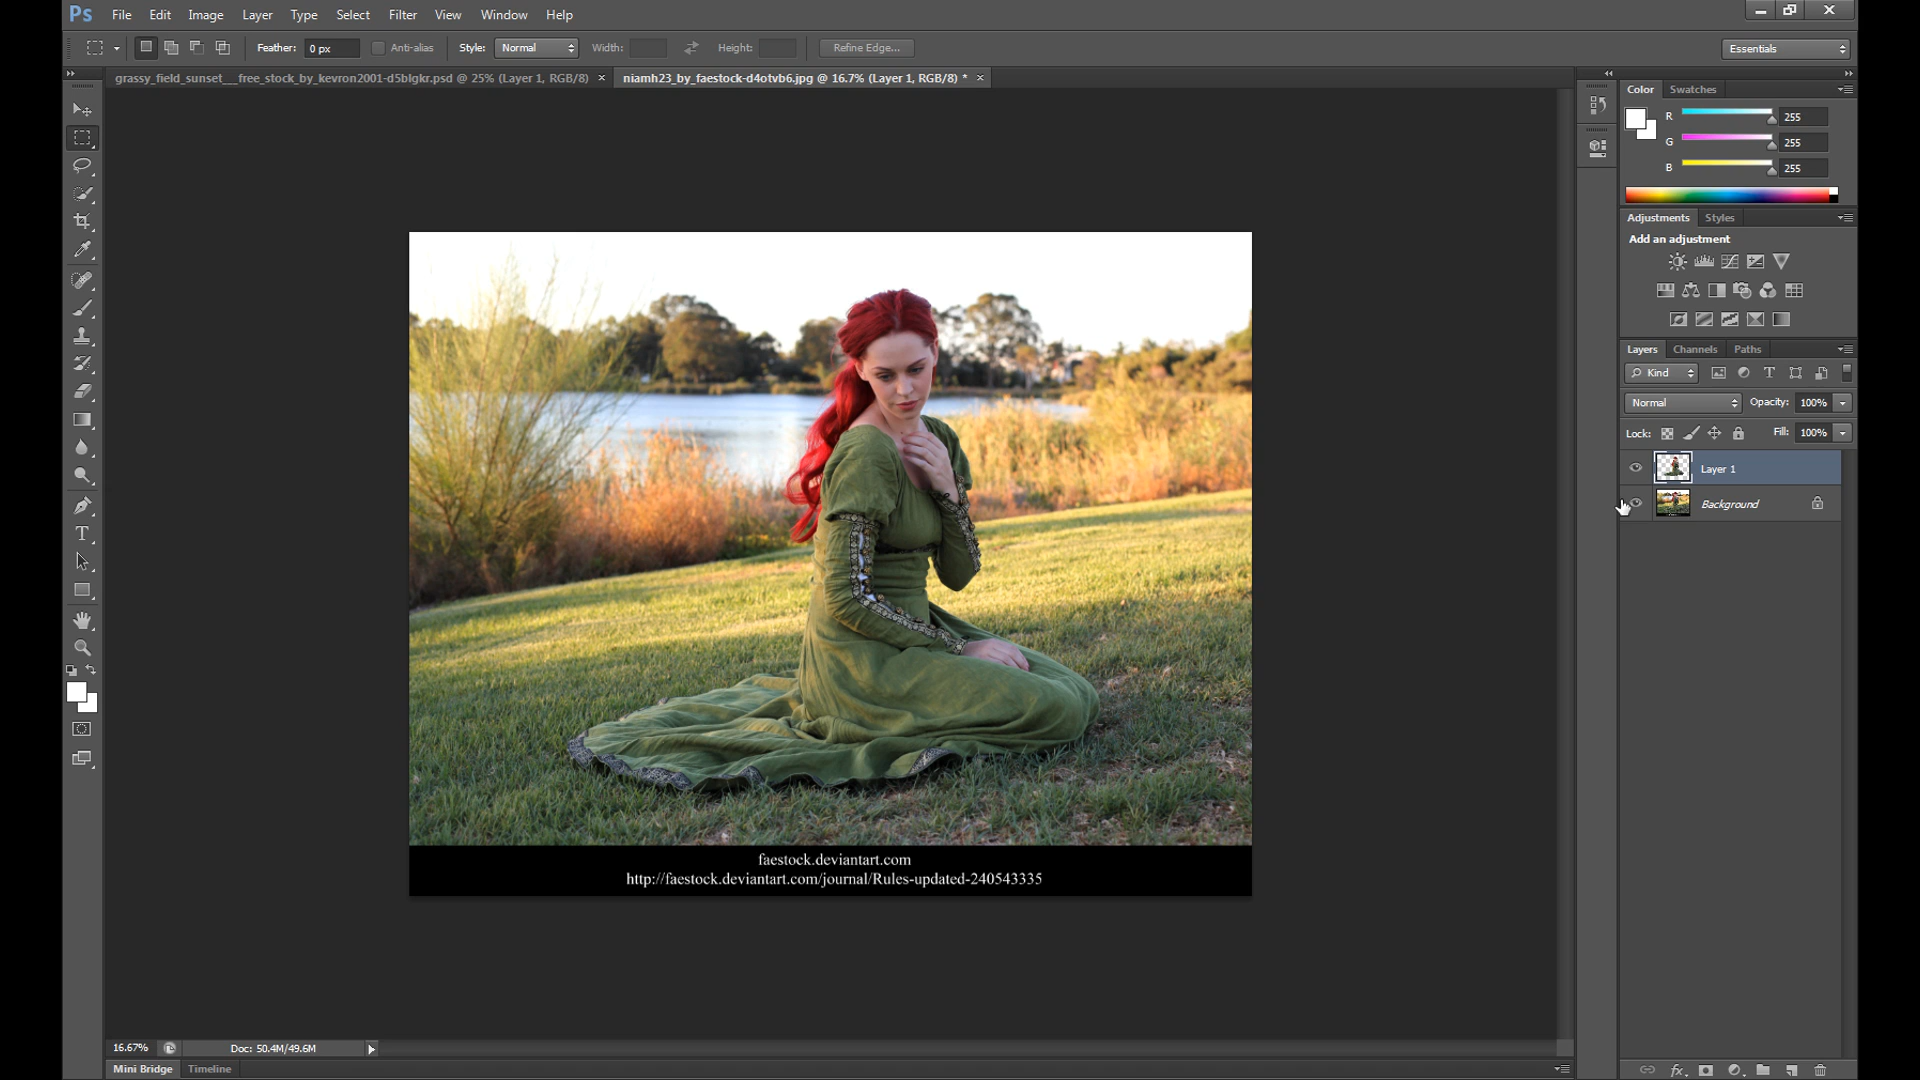 Ps File Edit Image Layer Type Select Filter View Window Help
Feather: 0 px Anti-alias Style: Normal Width: Height: Refine Edge... Essentials
grassy_field_sunset___free_stock_by_kevron2001-d5blgkr.psd @ 25% (Layer 1, RGB/8) × niamh23_by_faestock-d4otvb6.jpg @ 16.7% (Layer 1, RGB/8) * ×
Color Swatches
R 255
G 255
B 255
Adjustments Styles
Add an adjustment
Layers Channels Paths
Kind
Normal Opacity: 100%
Lock: Fill: 100%
Layer 1
Background
faestock.deviantart.com
http://faestock.deviantart.com/journal/Rules-updated-240543335
16.67% Doc: 50.4M/49.6M
Mini Bridge Timeline